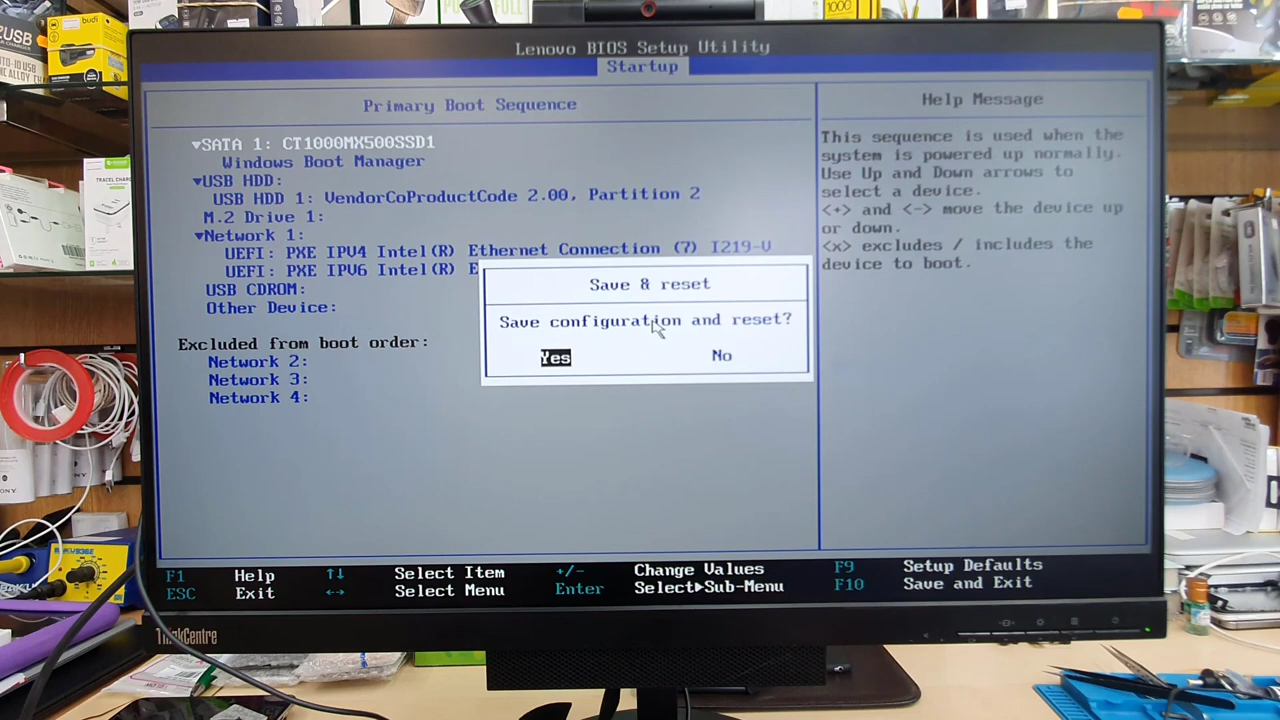 Lenovo BIOS Setup Utility
Startup
Primary Boot Sequence
▼SATA 1: CT1000MX500SSD1
Windows Boot Manager
▼USB HDD:
USB HDD 1: VendorCoProductCode 2.00, Partition 2
M.2 Drive 1:
▼Network 1:
UEFI: PXE IPV4 Intel(R) Ethernet Connection (7) I219-V
UEFI: PXE IPV6 Intel(R) E
USB CDROM:
Other Device:
Excluded from boot order:
Network 2:
Network 3:
Network 4:
Save & reset
Save configuration and reset?
Yes No
Help Message
This sequence is used when the
system is powered up normally.
Use Up and Down arrows to
select a device.
<+> and <-> move the device up
or down.
<x> excludes / includes the
device to boot.
F1 Help ↑↓ Select Item +/- Change Values F9 Setup Defaults
ESC Exit ←→ Select Menu Enter Select▶Sub-Menu F10 Save and Exit
ThinkCentre
budi
1000